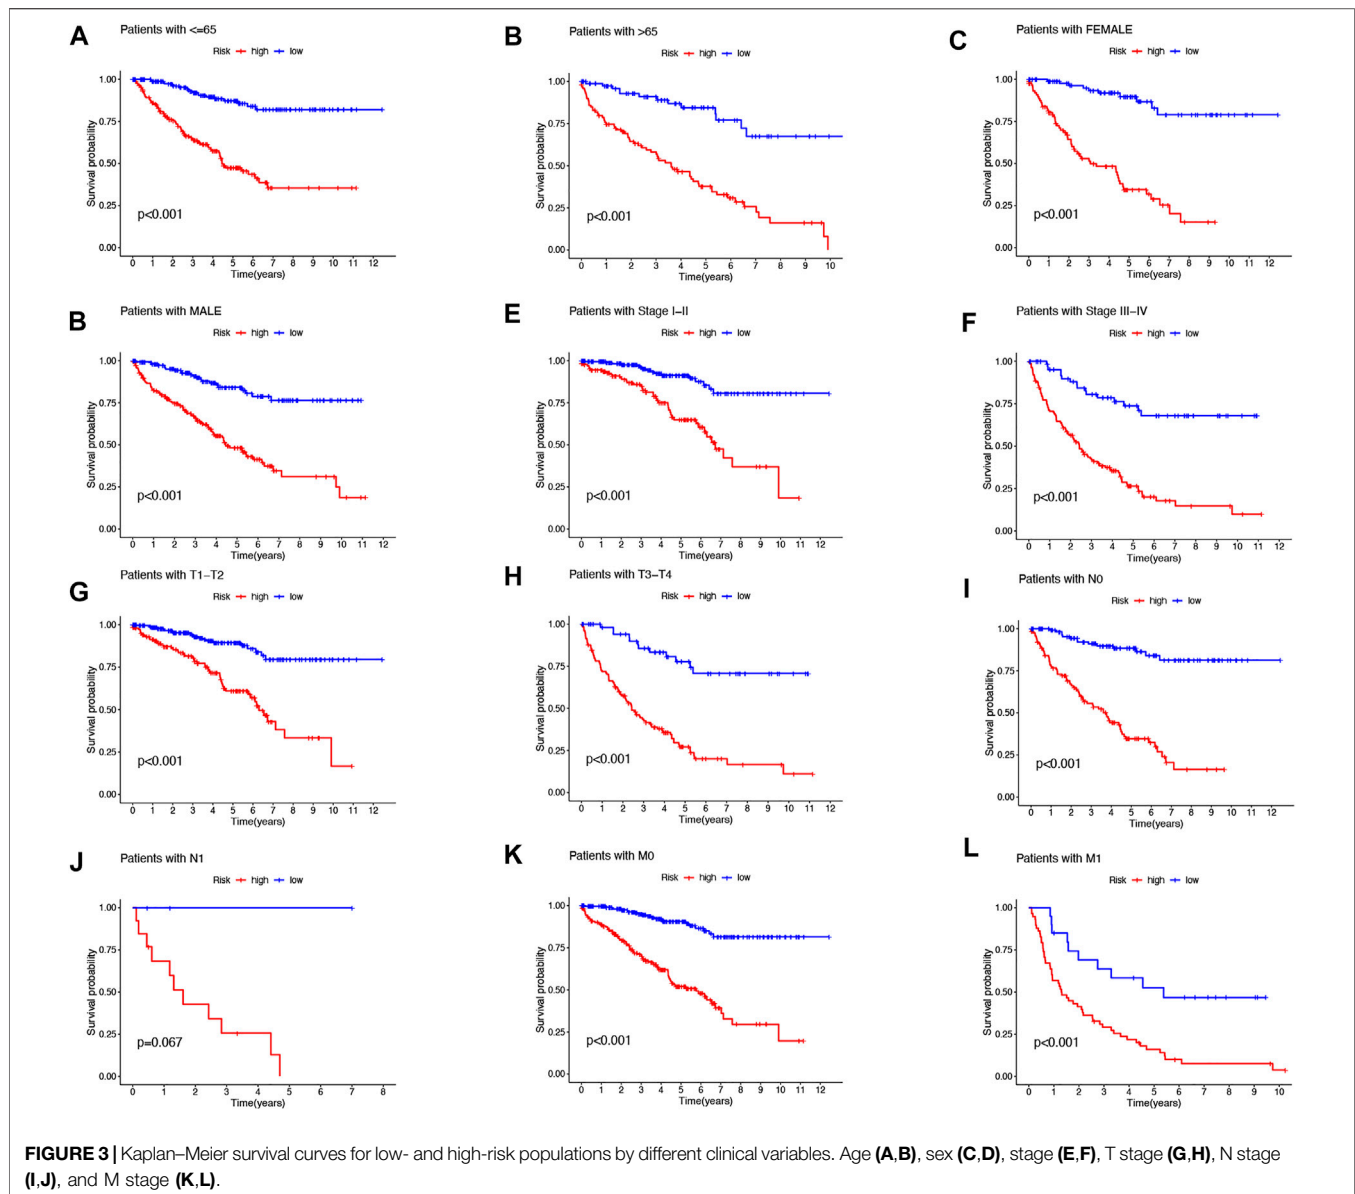 A Patients with <=65
Risk high low
1.00
0.75
0.50
0.25
0.00
Survival probability
p<0.001
0 1 2 3 4 5 6 7 8 9 10 11 12
Time(years)
B Patients with >65
Risk high low
1.00
0.75
0.50
0.25
0.00
Survival probability
p<0.001
0 1 2 3 4 5 6 7 8 9 10
Time(years)
C Patients with FEMALE
Risk high low
1.00
0.75
0.50
0.25
0.00
Survival probability
p<0.001
0 1 2 3 4 5 6 7 8 9 10 11 12
Time(years)
B Patients with MALE
Risk high low
1.00
0.75
0.50
0.25
0.00
Survival probability
p<0.001
0 1 2 3 4 5 6 7 8 9 10 11 12
Time(years)
E Patients with Stage I–II
Risk high low
1.00
0.75
0.50
0.25
0.00
Survival probability
p<0.001
0 1 2 3 4 5 6 7 8 9 10 11 12
Time(years)
F Patients with Stage III–IV
Risk high low
1.00
0.75
0.50
0.25
0.00
Survival probability
p<0.001
0 1 2 3 4 5 6 7 8 9 10 11 12
Time(years)
G Patients with T1–T2
Risk high low
1.00
0.75
0.50
0.25
0.00
Survival probability
p<0.001
0 1 2 3 4 5 6 7 8 9 10 11 12
Time(years)
H Patients with T3–T4
Risk high low
1.00
0.75
0.50
0.25
0.00
Survival probability
p<0.001
0 1 2 3 4 5 6 7 8 9 10 11 12
Time(years)
I Patients with N0
Risk high low
1.00
0.75
0.50
0.25
0.00
Survival probability
p<0.001
0 1 2 3 4 5 6 7 8 9 10 11 12
Time(years)
J Patients with N1
Risk high low
1.00
0.75
0.50
0.25
0.00
Survival probability
p=0.067
0 1 2 3 4 5 6 7 8
Time(years)
K Patients with M0
Risk high low
1.00
0.75
0.50
0.25
0.00
Survival probability
p<0.001
0 1 2 3 4 5 6 7 8 9 10 11 12
Time(years)
L Patients with M1
Risk high low
1.00
0.75
0.50
0.25
0.00
Survival probability
p<0.001
0 1 2 3 4 5 6 7 8 9 10
Time(years)
FIGURE 3 | Kaplan–Meier survival curves for low- and high-risk populations by different clinical variables. Age (A,B), sex (C,D), stage (E,F), T stage (G,H), N stage
(I,J), and M stage (K,L).